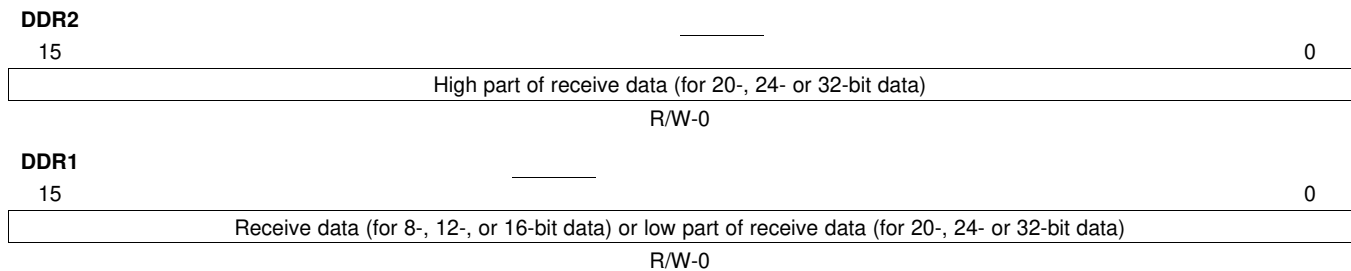 DDR2
15 0
High part of receive data (for 20-, 24- or 32-bit data)
R/W-0
DDR1
15 0
Receive data (for 8-, 12-, or 16-bit data) or low part of receive data (for 20-, 24- or 32-bit data)
R/W-0